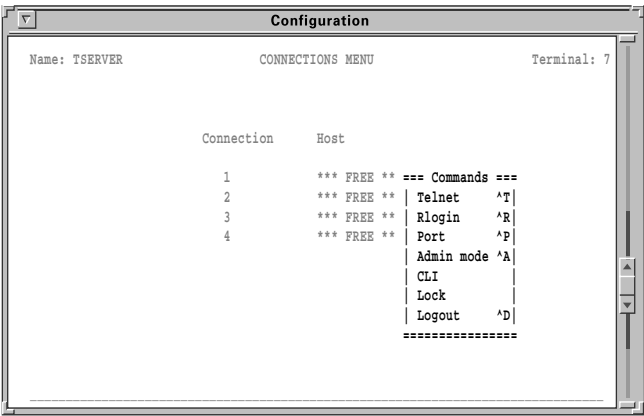 Configuration
Name: TSERVER CONNECTIONS MENU Terminal: 7
Connection Host
1 *** FREE ** === Commands ===
2 *** FREE ** | Telnet ^T|
3 *** FREE ** | Rlogin ^R|
4 *** FREE ** | Port ^P|
| Admin mode ^A|
| CLI |
| Lock |
| Logout ^D|
================